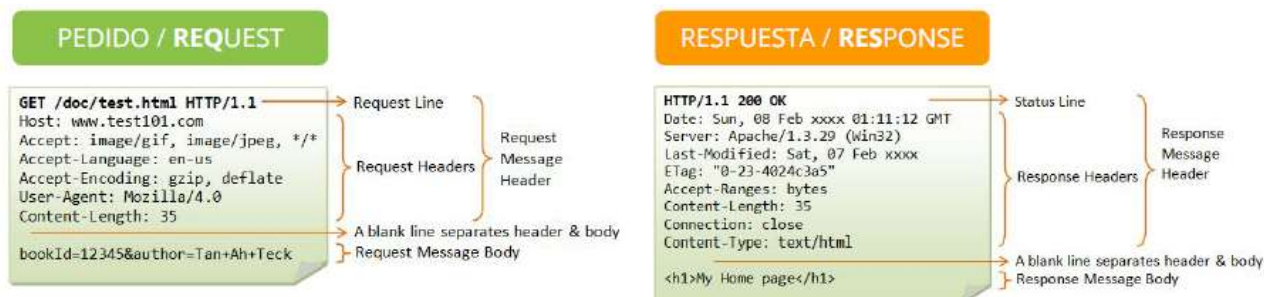 PEDIDO / REQUEST
GET /doc/test.html HTTP/1.1
Host: www.test101.com
Accept: image/gif, image/jpeg, */*
Accept-Language: en-us
Accept-Encoding: gzip, deflate
User-Agent: Mozilla/4.0
Content-Length: 35
bookId=12345&author=Tan+Ah+Teck
Request Line
Request Headers
Request
Message
Header
A blank line separates header & body
Request Message Body
RESPUESTA / RESPONSE
HTTP/1.1 200 OK
Date: Sun, 08 Feb xxxx 01:11:12 GMT
Server: Apache/1.3.29 (Win32)
Last-Modified: Sat, 07 Feb xxxx
ETag: "0-23-4024c3a5"
Accept-Ranges: bytes
Content-Length: 35
Connection: close
Content-Type: text/html
<h1>My Home page</h1>
Status Line
Response Headers
Response
Message
Header
A blank line separates header & body
Response Message Body